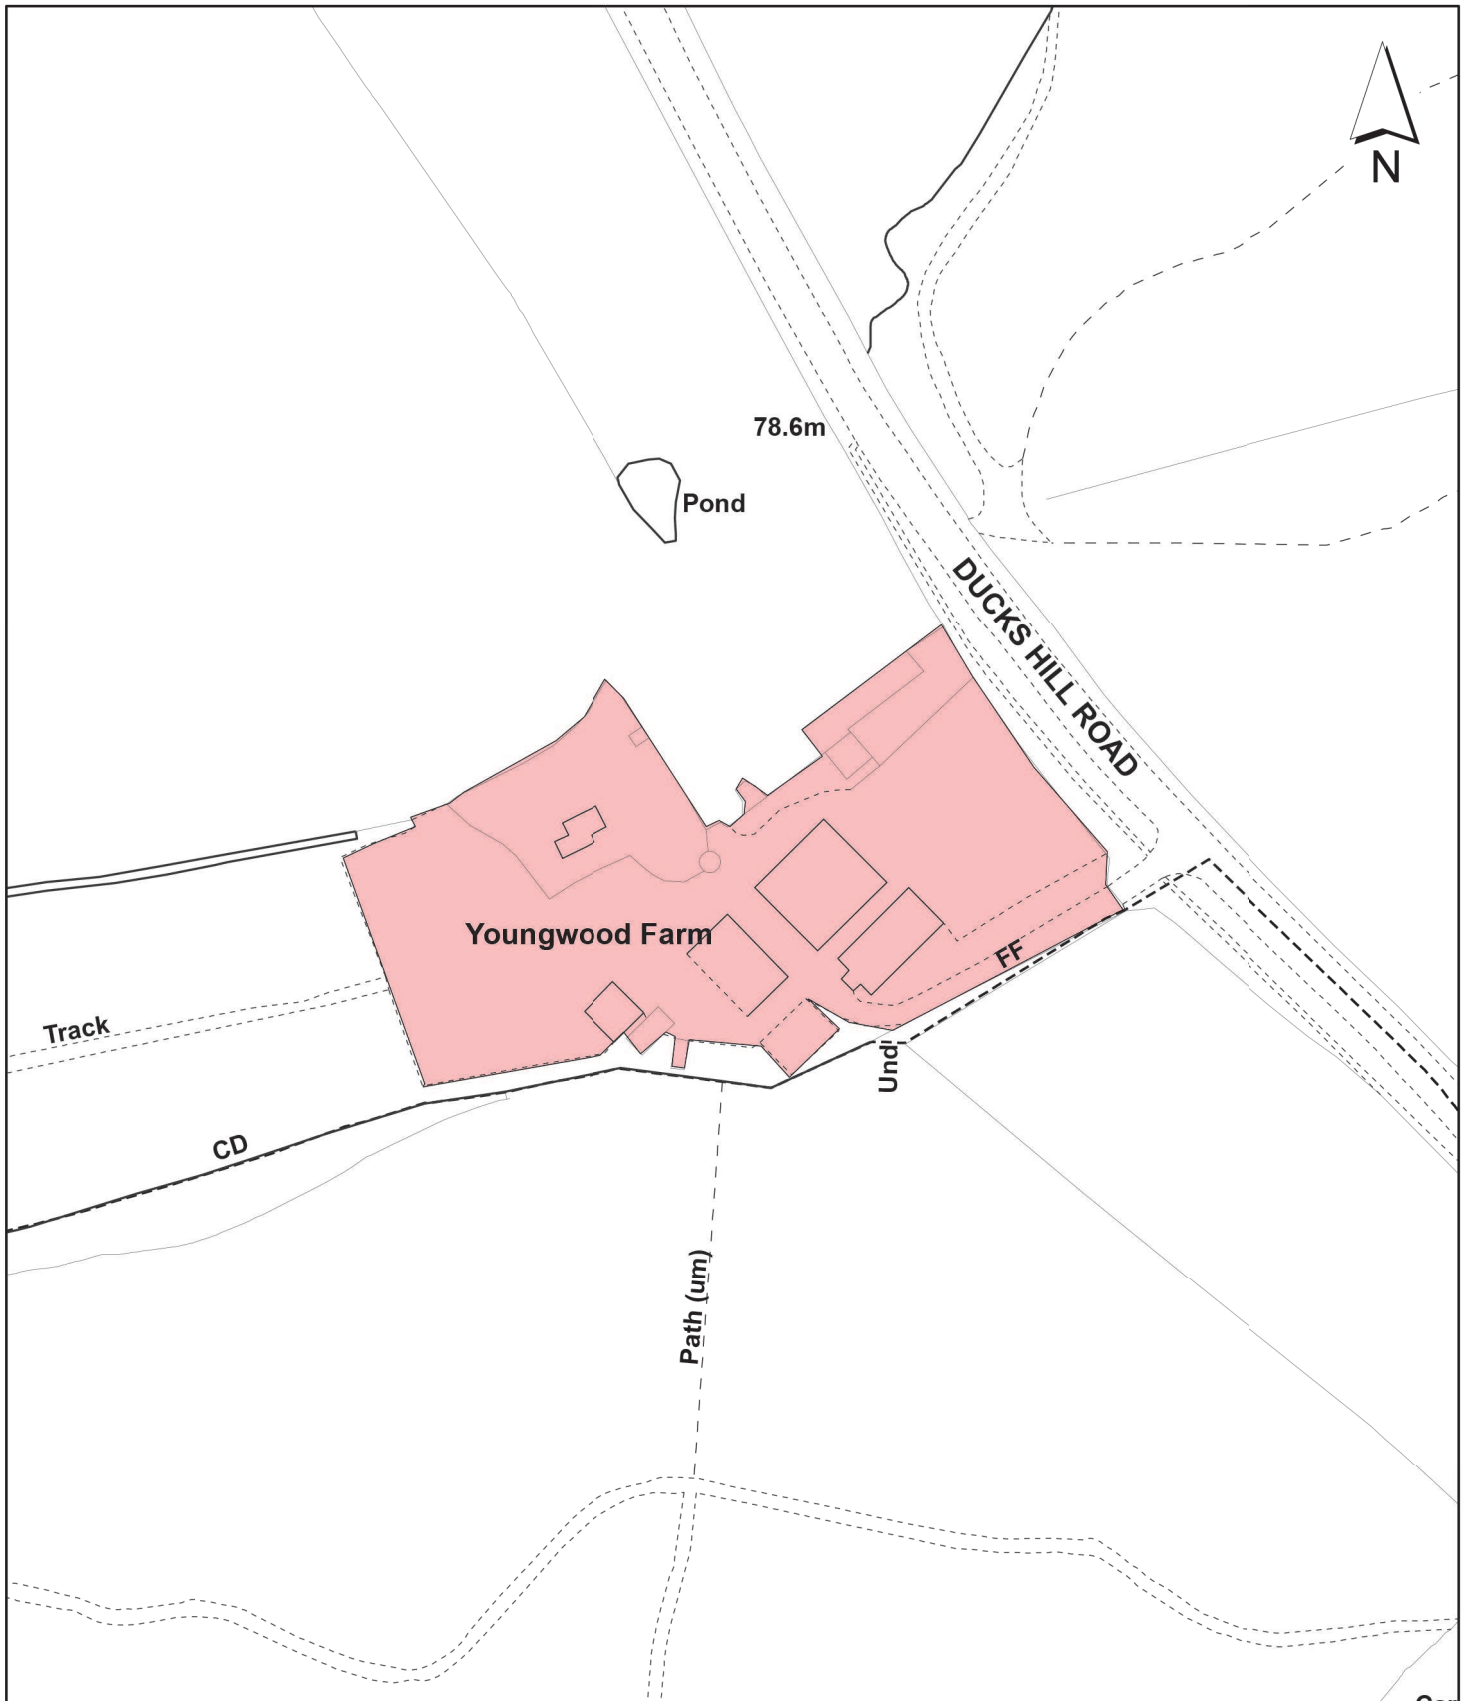 N
78.6m
Pond
DUCKS HILL ROAD
Youngwood Farm
FF
Track
Und
CD
Path (um)